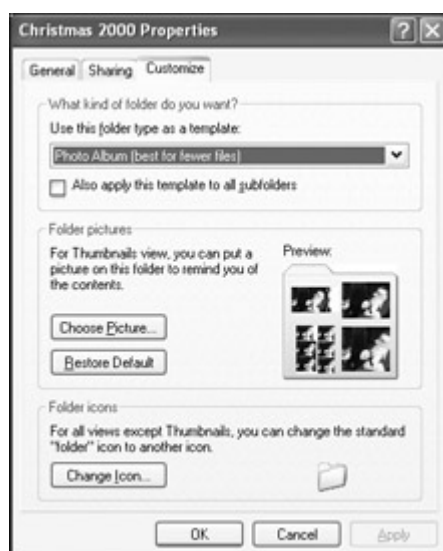 Christmas 2000 Properties
General Sharing Customize
What kind of folder do you want?
Use this folder type as a template:
Photo Album (best for fewer files)
Also apply this template to all subfolders
Folder pictures
For Thumbnails view, you can put a
picture on this folder to remind you of
the contents.
Preview:
Choose Picture...
Restore Default
Folder icons
For all views except Thumbnails, you can change the standard
"folder" icon to another icon.
Change Icon...
OK Cancel Apply